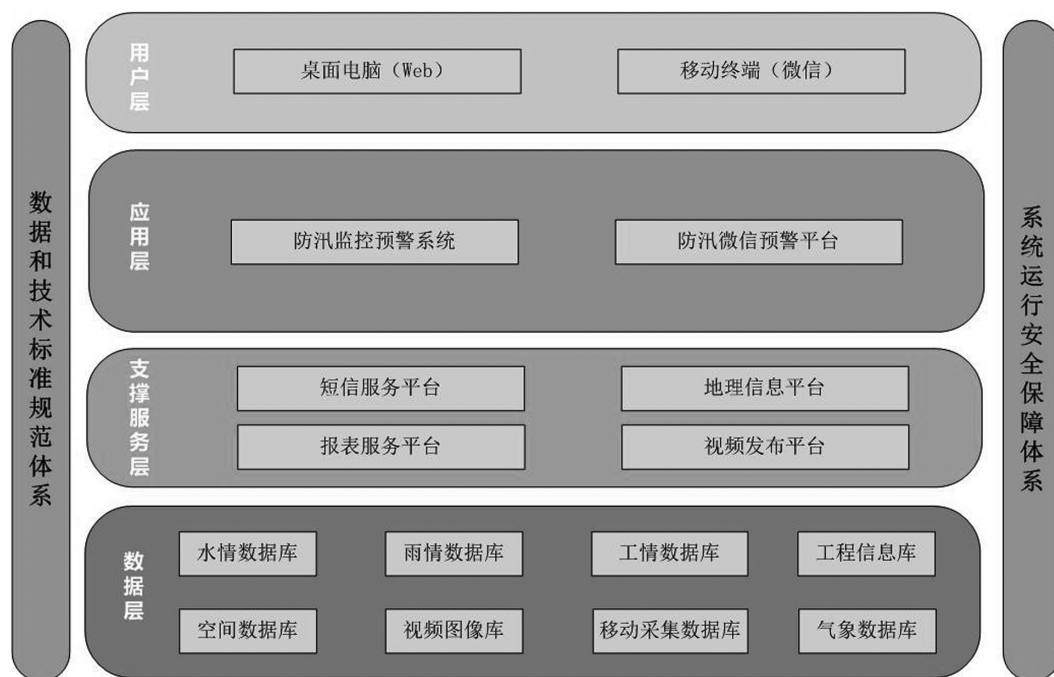 数据和技术标准规范体系
用户层
桌面电脑（Web）
移动终端（微信）
应用层
防汛监控预警系统
防汛微信预警平台
支撑服务层
短信服务平台
地理信息平台
报表服务平台
视频发布平台
数据层
水情数据库
雨情数据库
工情数据库
工程信息库
空间数据库
视频图像库
移动采集数据库
气象数据库
系统运行安全保障体系